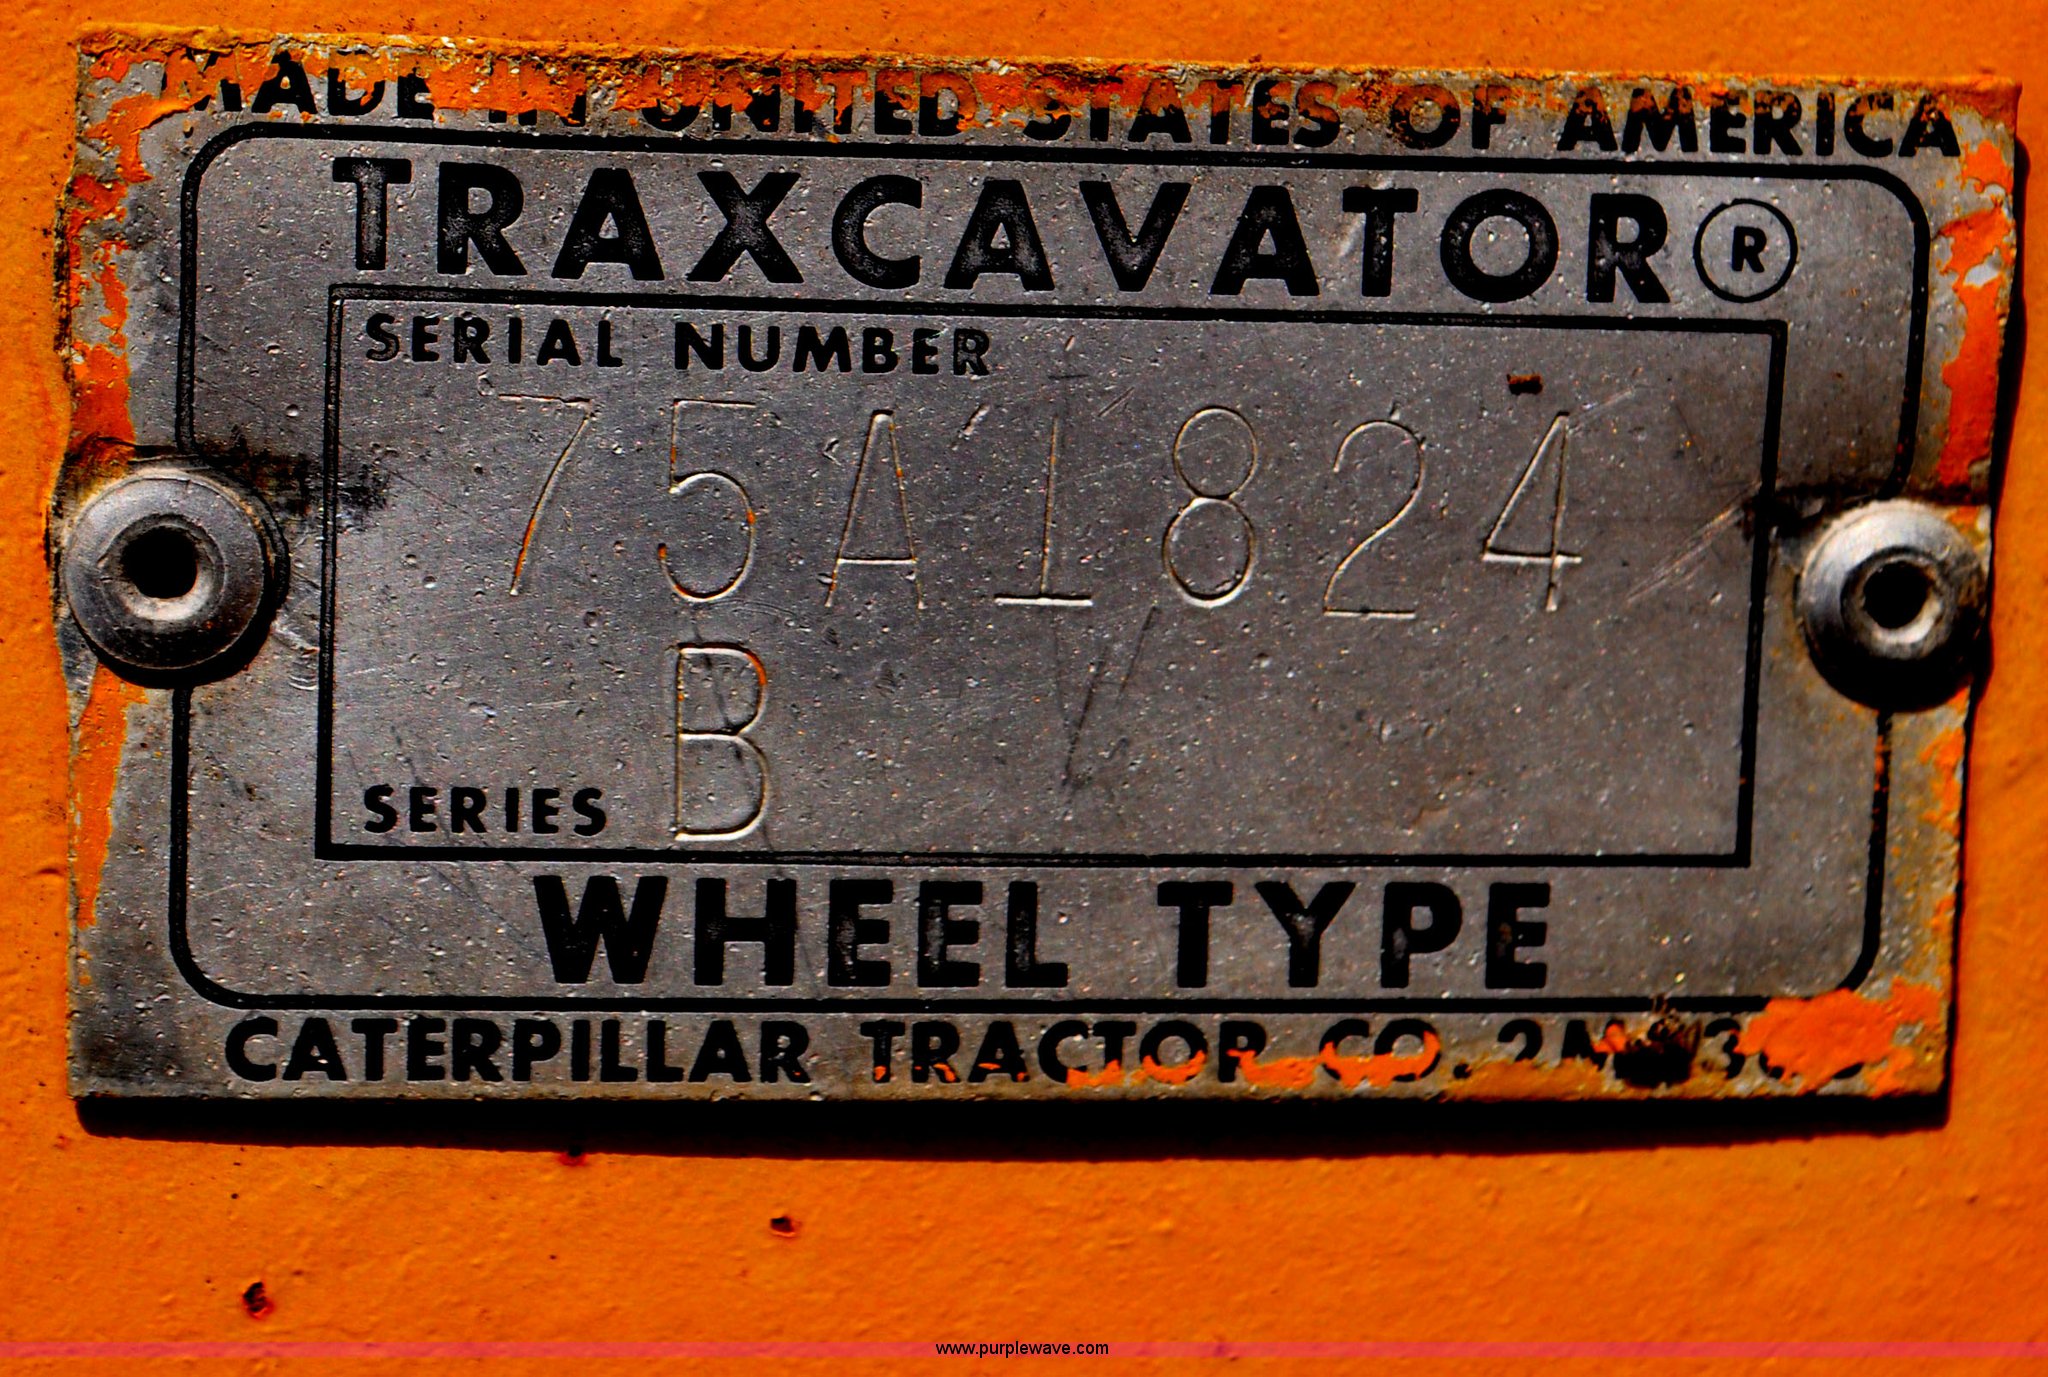 MADE IN UNITED STATES OF AMERICA
TRAXCAVATOR®
SERIAL NUMBER
75A1824
SERIES B
WHEEL TYPE
CATERPILLAR TRACTOR CO.
www.purplewave.com